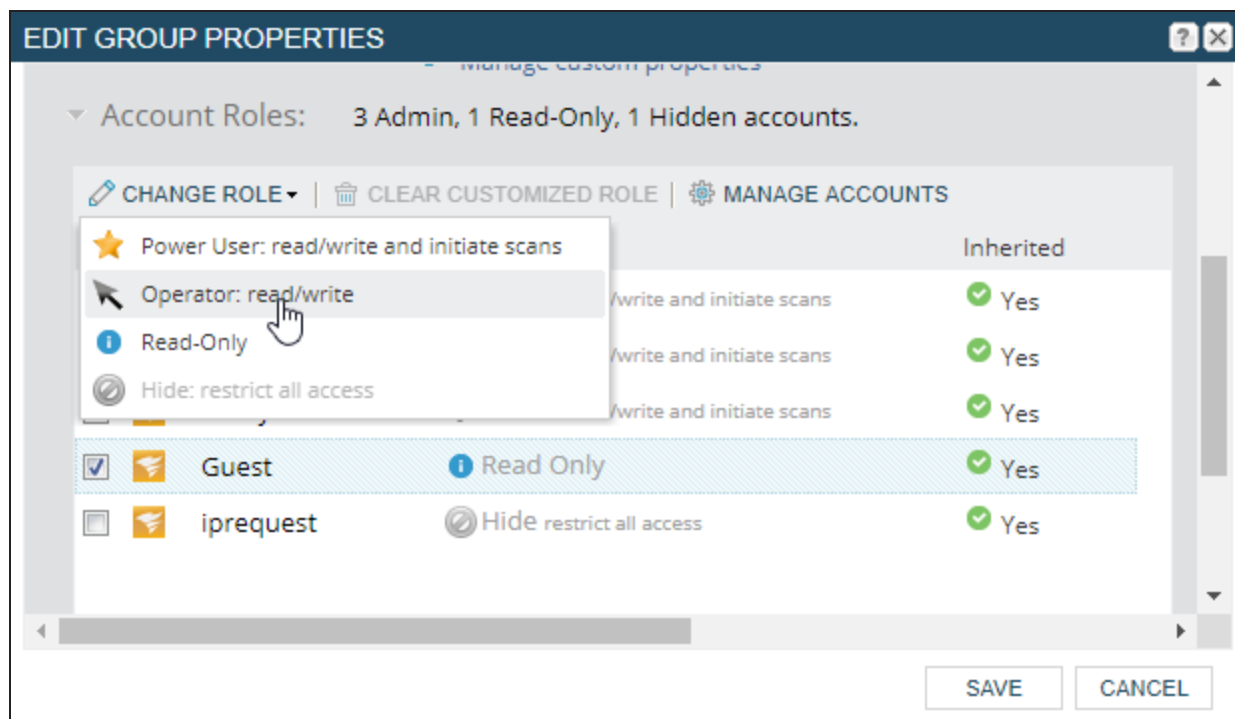 EDIT GROUP PROPERTIES
Manage custom properties
Account Roles: 3 Admin, 1 Read-Only, 1 Hidden accounts.
CHANGE ROLE | CLEAR CUSTOMIZED ROLE | MANAGE ACCOUNTS
Power User: read/write and initiate scans
Inherited
Operator: read/write
/write and initiate scans Yes
Read-Only
/write and initiate scans Yes
Hide: restrict all access
/write and initiate scans Yes
Guest Read Only Yes
iprequest Hide restrict all access Yes
SAVE CANCEL